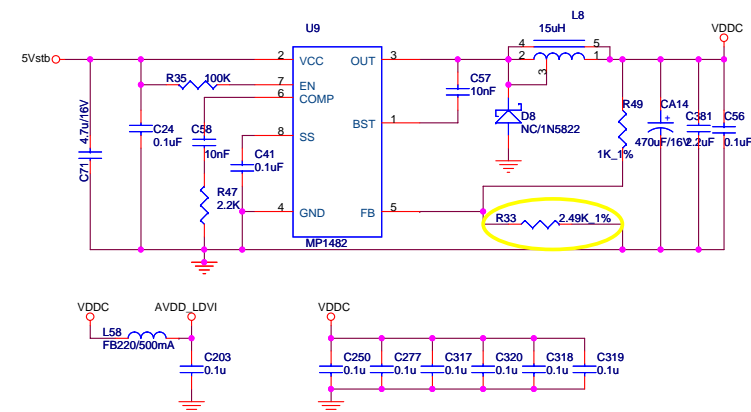 L8
U9
15uH
VDDC
4
5
5Vstb
2
VCC
OUT
3
2
1
3
R35
100K
7
EN
6
COMP
C57
10nF
4.7u/16V
C71
C24
0.1uF
C58
10nF
BST
1
D8
NC/1N5822
R49
1K_1%
CA14
+
470uF/16V
C381
2.2uF
C56
0.1uF
8
SS
C41
0.1uF
R47
2.2K
4
GND
FB
5
R33
2.49K_1%
MP1482
VDDC
AVDD_LDVI
VDDC
L58
FB220/500mA
C203
0.1u
C250
0.1u
C277
0.1u
C317
0.1u
C320
0.1u
C318
0.1u
C319
0.1u